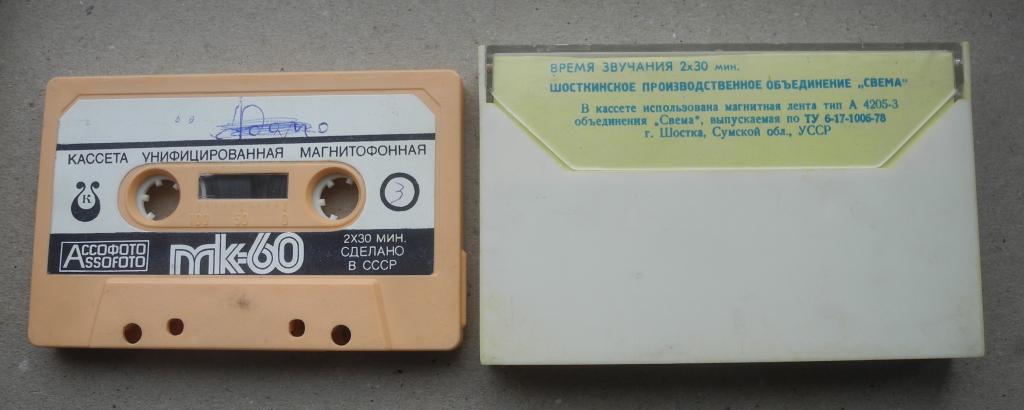 КАССЕТА УНИФИЦИРОВАННАЯ МАГНИТОФОННАЯ
К
3
100 50 0
АССОФОТО
ASSOFOTO
мк-60
2X30 МИН.
СДЕЛАНО
В СССР
ВРЕМЯ ЗВУЧАНИЯ 2х30 мин.
ШОСТКИНСКОЕ ПРОИЗВОДСТВЕННОЕ ОБЪЕДИНЕНИЕ „СВЕМА"
В кассете использована магнитная лента тип А 4205-3
объединения „Свема", выпускаемая по ТУ 6-17-1006-78
г. Шостка, Сумской обл., УССР